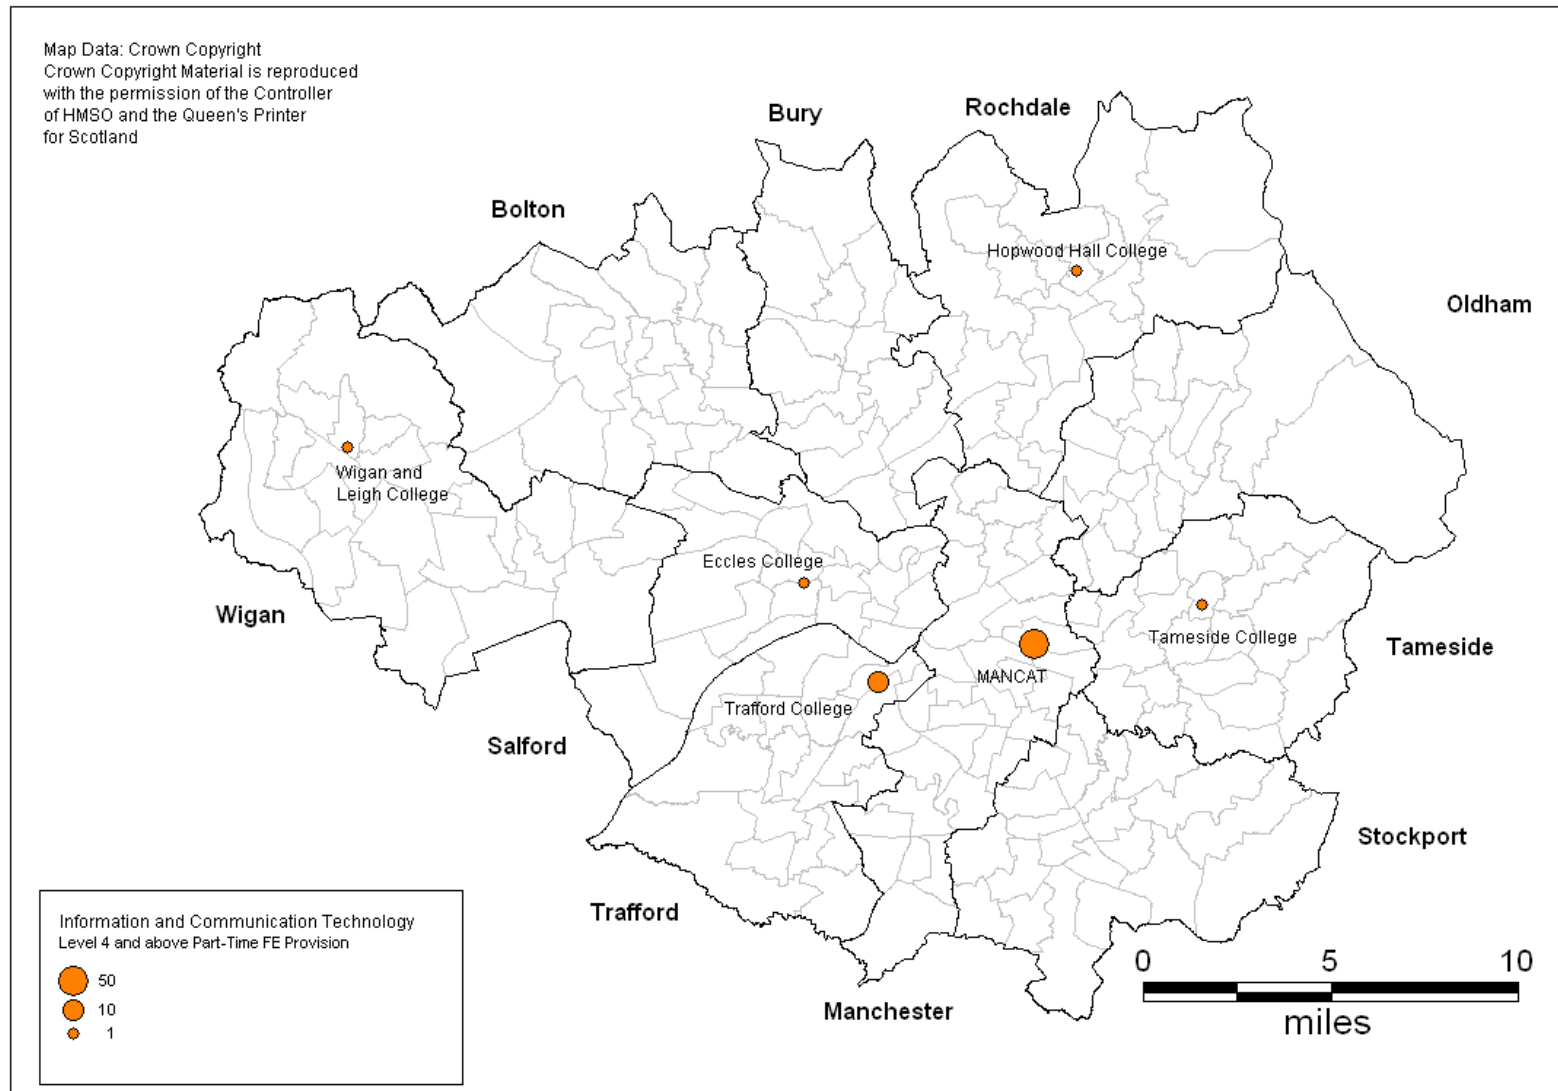 Map Data: Crown Copyright
Crown Copyright Material is reproduced
with the permission of the Controller
of HMSO and the Queen's Printer
for Scotland
Bury
Rochdale
Bolton
Hopwood Hall College
Oldham
Wigan and
Leigh College
Eccles College
Wigan
Tameside College
Tameside
MANCAT
Trafford College
Salford
Stockport
Trafford
Manchester
Information and Communication Technology
Level 4 and above Part-Time FE Provision
50
10
1
0 5 10
miles